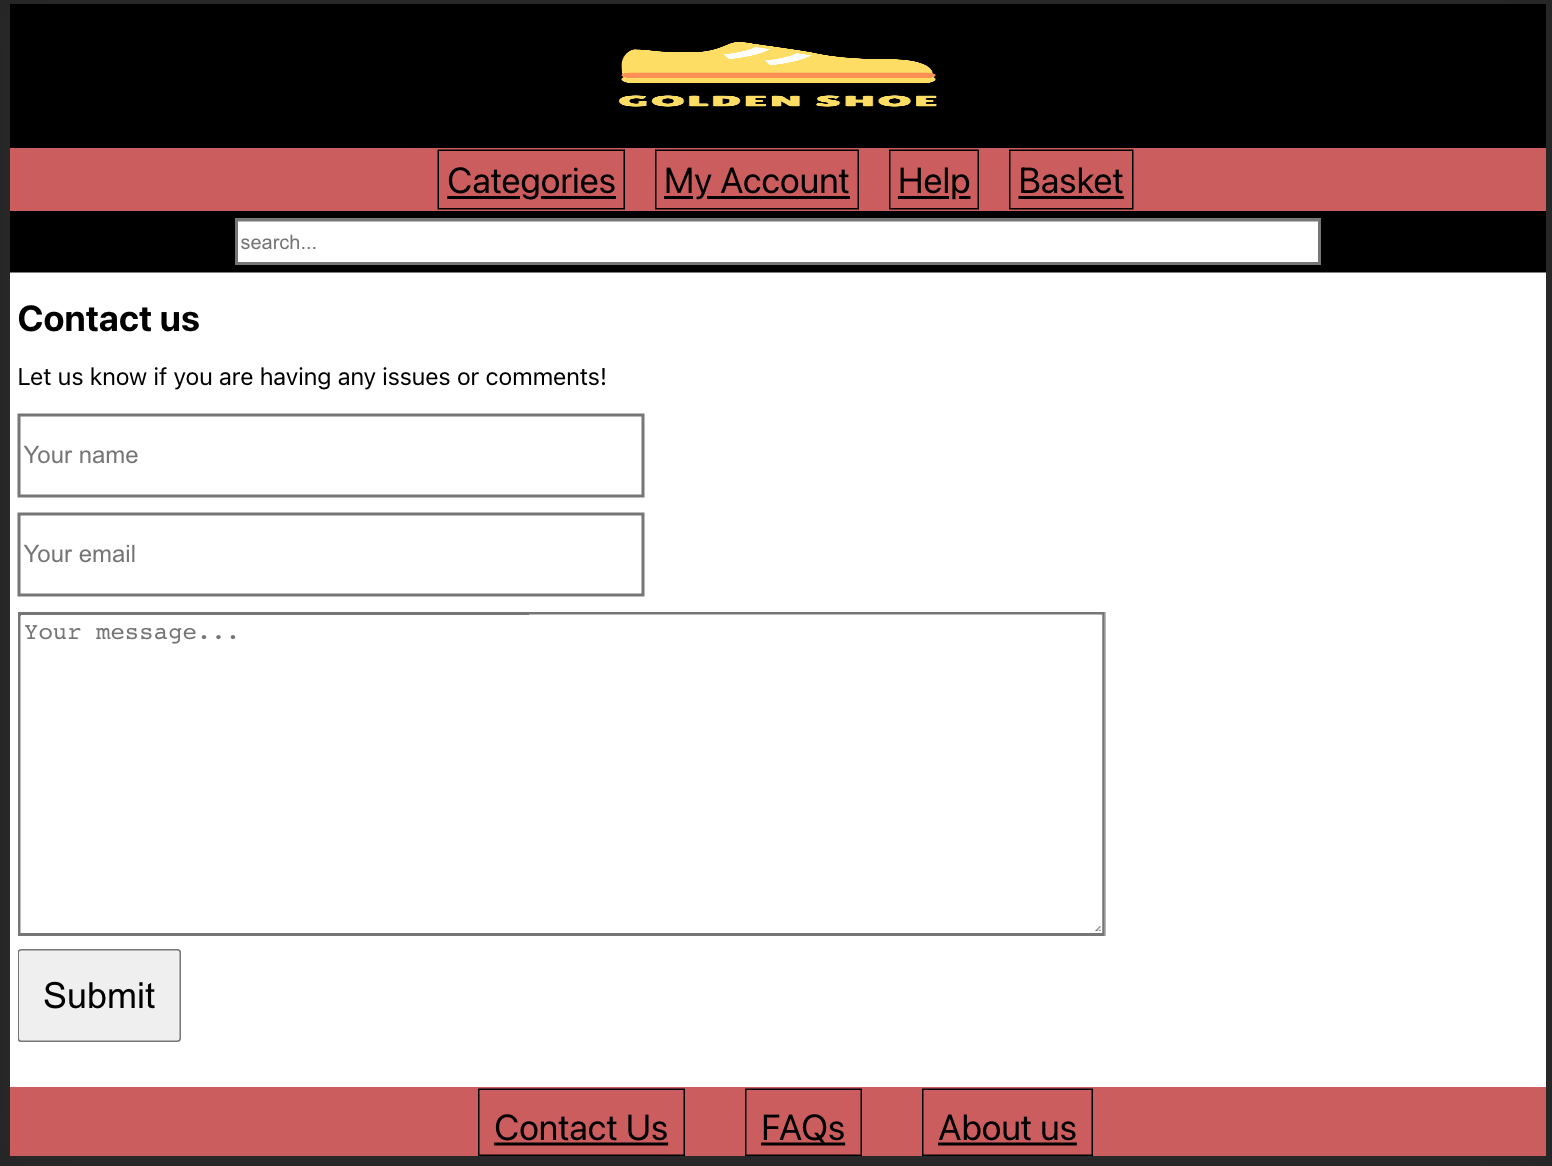 GOLDEN SHOE
Categories My Account Help Basket
search...
Contact us
Let us know if you are having any issues or comments!
Your name
Your email
Your message...
Submit
Contact Us FAQs About us